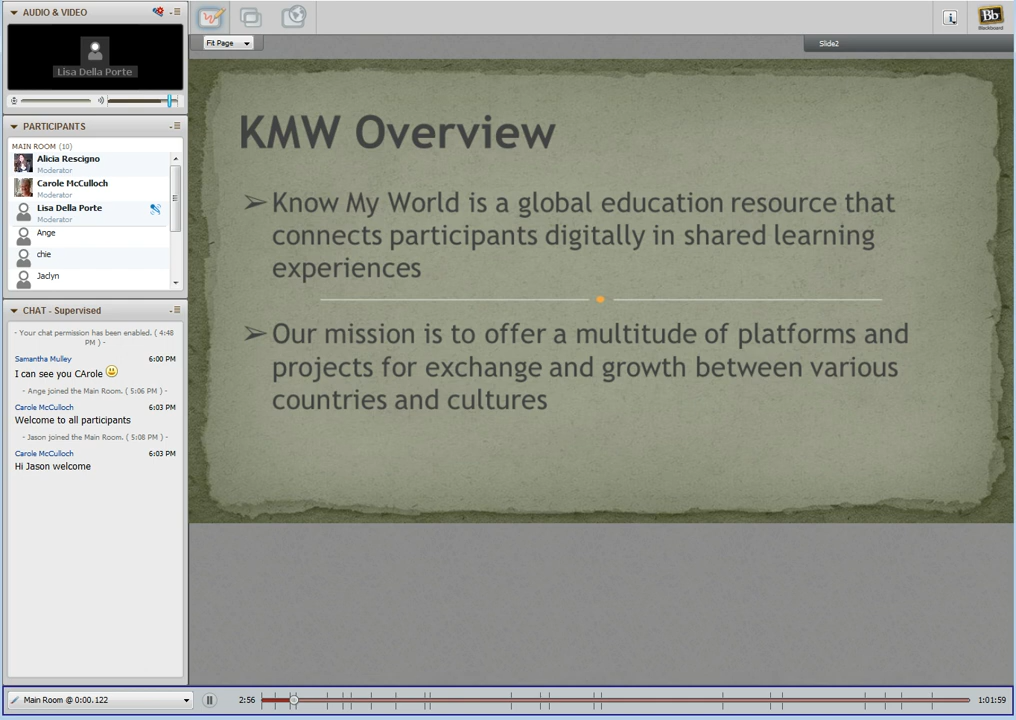 AUDIO & VIDEO
Lisa Della Porte
PARTICIPANTS
MAIN ROOM (10)
Alicia Rescigno
Moderator
Carole McCulloch
Moderator
Lisa Della Porte
Moderator
Ange
chie
Jaclyn
CHAT - Supervised
- Your chat permission has been enabled. ( 4:48
PM ) -
Samantha Mulley 6:00 PM
I can see you CArole
- Ange joined the Main Room. ( 5:06 PM ) -
Carole McCulloch 6:03 PM
Welcome to all participants
- Jason joined the Main Room. ( 5:08 PM ) -
Carole McCulloch 6:03 PM
Hi Jason welcome
Bb
Blackboard
Fit Page
Slide2
KMW Overview
➢ Know My World is a global education resource that
connects participants digitally in shared learning
experiences
➢ Our mission is to offer a multitude of platforms and
projects for exchange and growth between various
countries and cultures
Main Room @ 0:00.122
2:56
1:01:59